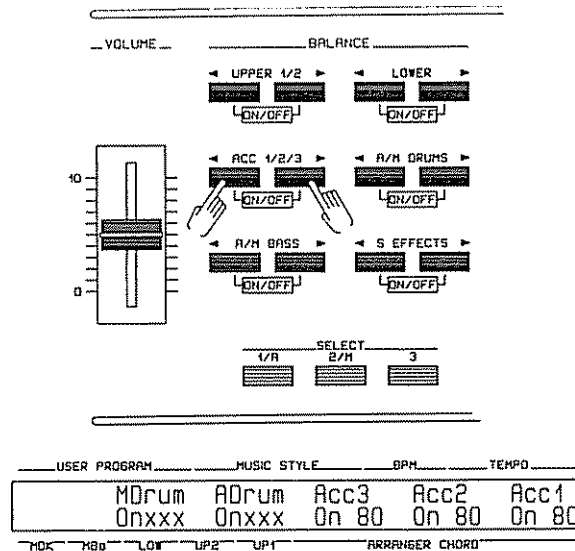 VOLUME BALANCE
◄ UPPER 1/2 ► ◄ LOWER ►
ON/OFF ON/OFF
◄ ACC 1/2/3 ► ◄ A/M DRUMS ►
10
ON/OFF ON/OFF
◄ A/M BASS ► ◄ S EFFECTS ►
0
ON/OFF ON/OFF
SELECT
1/A 2/M 3
USER PROGRAM MUSIC STYLE BPM TEMPO
MDrum ADrum Acc3 Acc2 Acc1
Onxxx Onxxx On 80 On 80 On 80
LOW UP2 UP1 ARRANGER CHORD